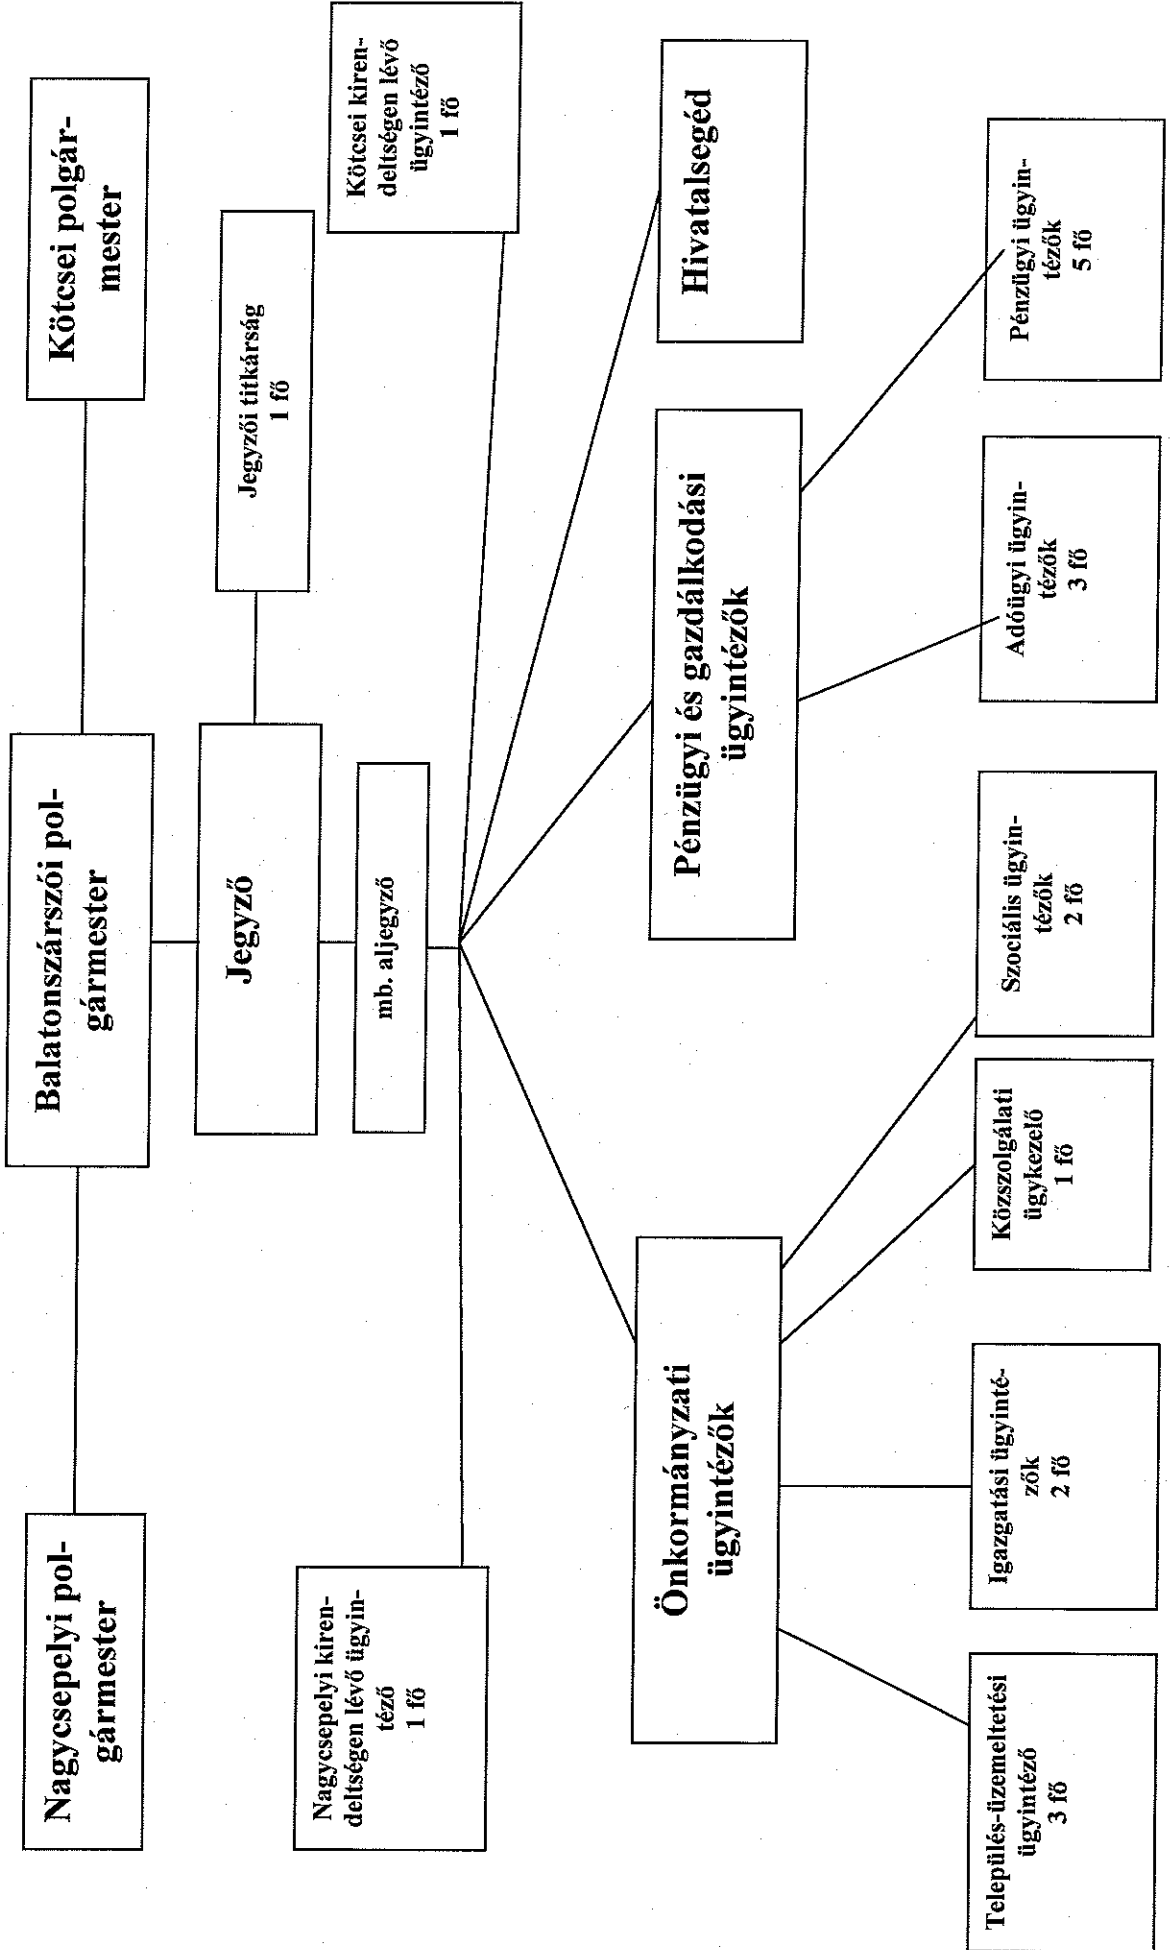 Nagycsepelyi pol-
gármester
Balatonszárszói pol-
gármester
Kötcsei polgár-
mester
Jegyző
Jegyzői titkárság
1 fő
mb. aljegyző
Nagycsepelyi kiren-
deltségen lévő ügyin-
téző
1 fő
Kötcsei kiren-
deltségen lévő
ügyintéző
1 fő
Önkormányzati
ügyintézők
Pénzügyi és gazdálkodási
ügyintézők
Hivatalsegéd
Település-üzemeltetési
ügyintéző
3 fő
Igazgatási ügyinté-
zők
2 fő
Közszolgálati
ügykezelő
1 fő
Szociális ügyin-
tézők
2 fő
Adóügyi ügyin-
tézők
3 fő
Pénzügyi ügyin-
tézők
5 fő